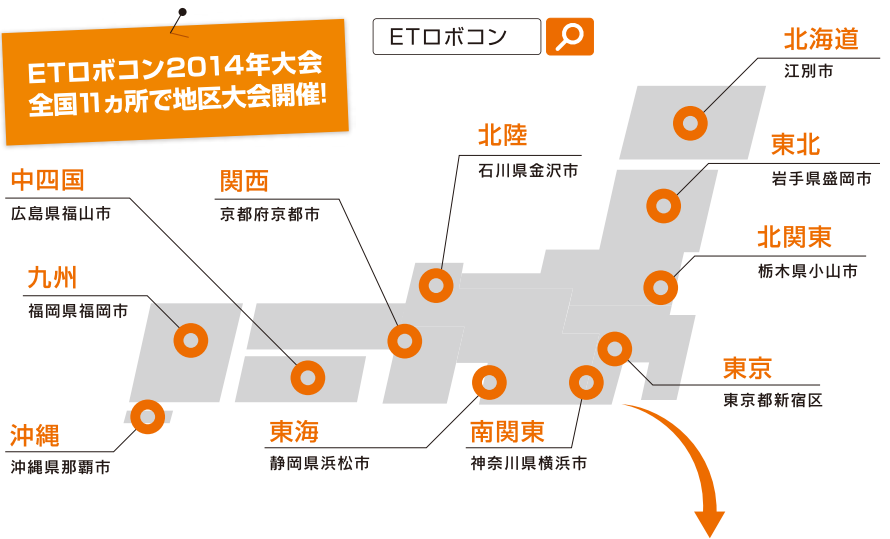 ETロボコン2014年大会
全国11ヵ所で地区大会開催!
ETロボコン
北海道
江別市
東北
岩手県盛岡市
北陸
石川県金沢市
中四国
広島県福山市
関西
京都府京都市
北関東
栃木県小山市
九州
福岡県福岡市
東京
東京都新宿区
沖縄
沖縄県那覇市
東海
静岡県浜松市
南関東
神奈川県横浜市